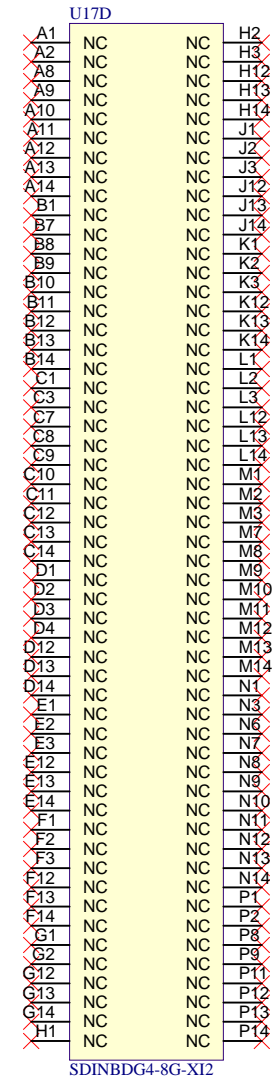 U17D
A1 NC NC H2
A2 NC NC H3
A8 NC NC H12
A9 NC NC H13
A10 NC NC H14
A11 NC NC J1
A12 NC NC J2
A13 NC NC J3
A14 NC NC J12
B1 NC NC J13
B7 NC NC J14
B8 NC NC K1
B9 NC NC K2
B10 NC NC K3
B11 NC NC K12
B12 NC NC K13
B13 NC NC K14
B14 NC NC L1
C1 NC NC L2
C3 NC NC L3
C7 NC NC L12
C8 NC NC L13
C9 NC NC L14
C10 NC NC M1
C11 NC NC M2
C12 NC NC M3
C13 NC NC M7
C14 NC NC M8
D1 NC NC M9
D2 NC NC M10
D3 NC NC M11
D4 NC NC M12
D12 NC NC M13
D13 NC NC M14
D14 NC NC N1
E1 NC NC N3
E2 NC NC N6
E3 NC NC N7
E12 NC NC N8
E13 NC NC N9
E14 NC NC N10
F1 NC NC N11
F2 NC NC N12
F3 NC NC N13
F12 NC NC N14
F13 NC NC P1
F14 NC NC P2
G1 NC NC P8
G2 NC NC P9
G12 NC NC P11
G13 NC NC P12
G14 NC NC P13
H1 NC NC P14
SDINBDG4-8G-XI2